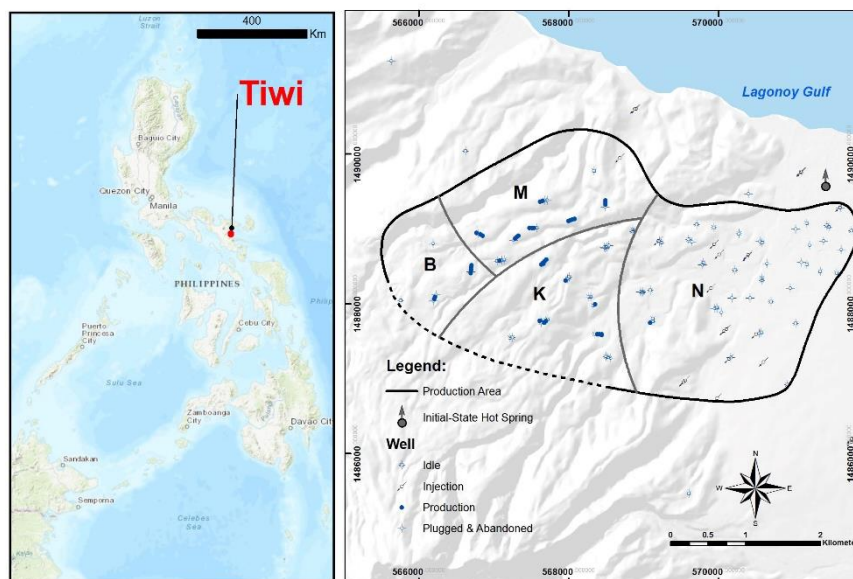 400
Km
Luzon
Strait
Tiwi
Baguio City
Quezon City
Manila
PHILIPPINES
Cebu City
Puerto
Princesa
City
Sulu Sea
Zamboanga
City
Davao City
Sandakan
Semporna
Celebes
Sea
566000
568000
570000
1490000
1490000
Lagonoy Gulf
M
B
K
N
1488000
1488000
Legend:
Production Area
Initial-State Hot Spring
Well
Idle
Injection
Production
Plugged & Abandoned
1486000
1486000
N
W
E
S
0
0.5
1
2
Kilomete
566000
568000
570000